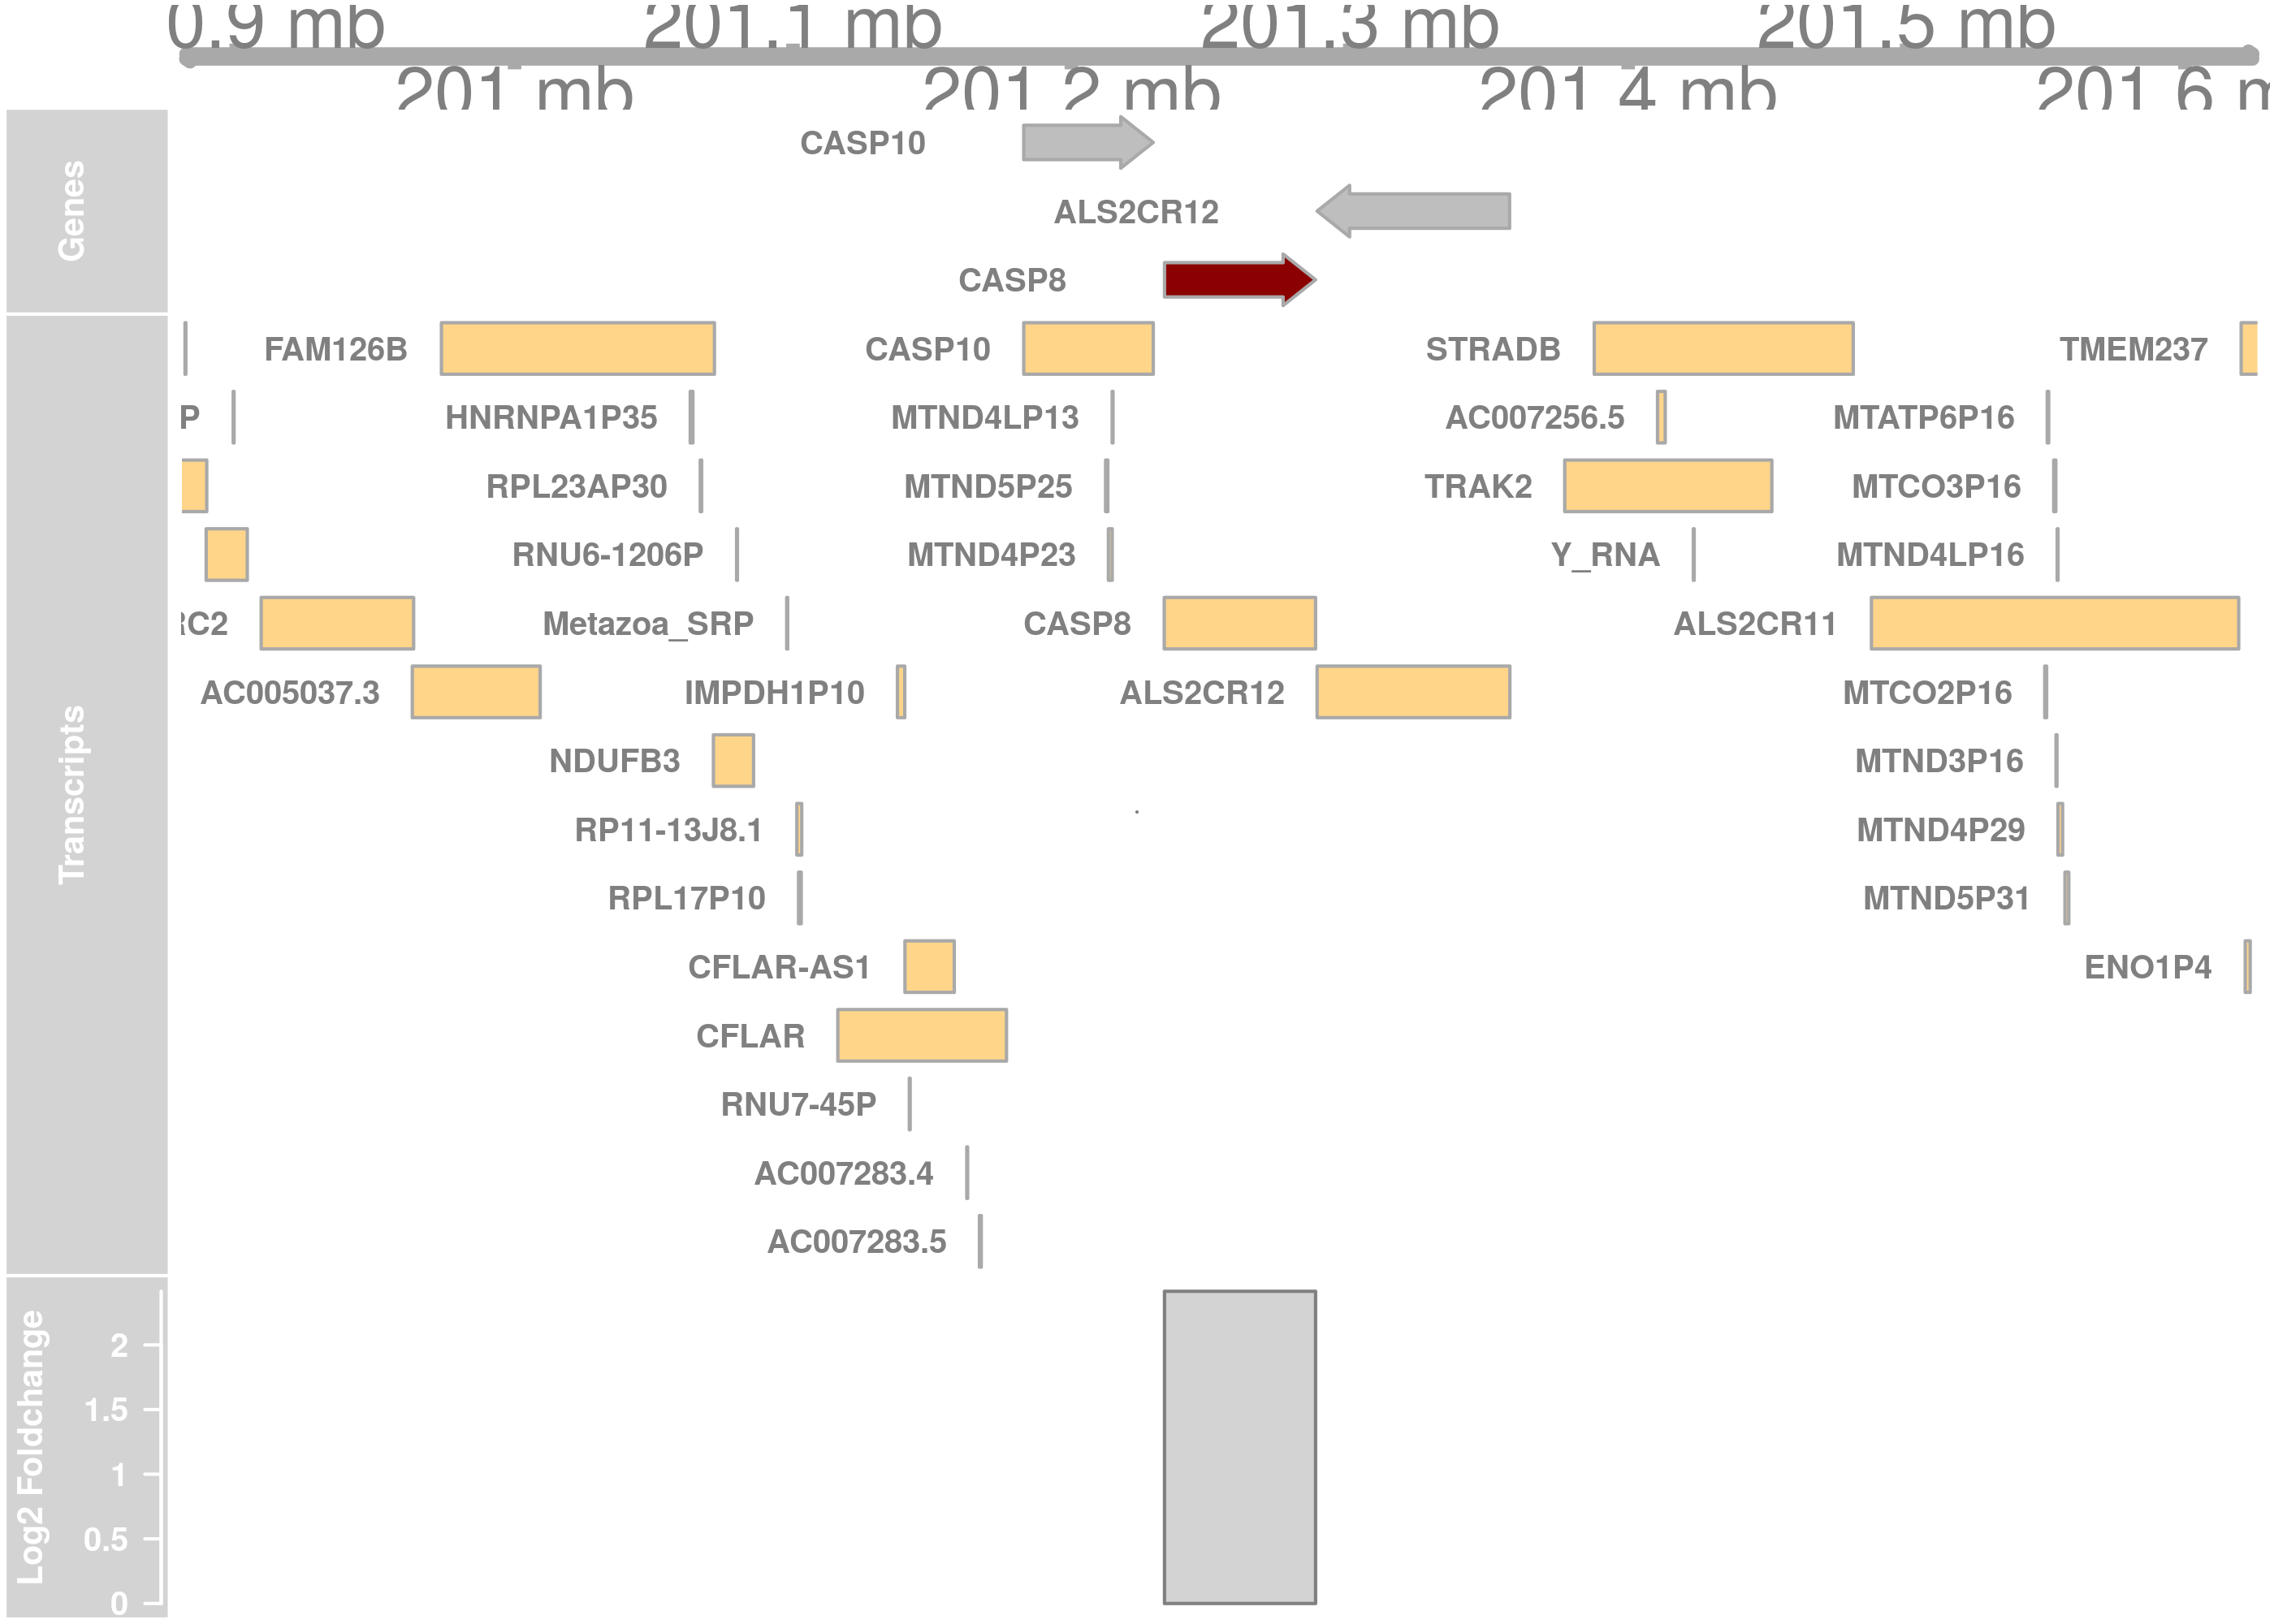 0.9 mb 201.1 mb 201.3 mb 201.5 mb
201 mb 201.2 mb 201.4 mb 201.6 m
Genes
CASP10
ALS2CR12
CASP8
Transcripts
FAM126B CASP10 STRADB TMEM237
P HNRNPA1P35 MTND4LP13 AC007256.5 MTATP6P16
RPL23AP30 MTND5P25 TRAK2 MTCO3P16
RNU6-1206P MTND4P23 Y_RNA MTND4LP16
RC2 Metazoa_SRP CASP8 ALS2CR11
AC005037.3 IMPDH1P10 ALS2CR12 MTCO2P16
NDUFB3 MTND3P16
RP11-13J8.1 MTND4P29
RPL17P10 MTND5P31
CFLAR-AS1 ENO1P4
CFLAR
RNU7-45P
AC007283.4
AC007283.5
Log2 Foldchange
2
1.5
1
0.5
0